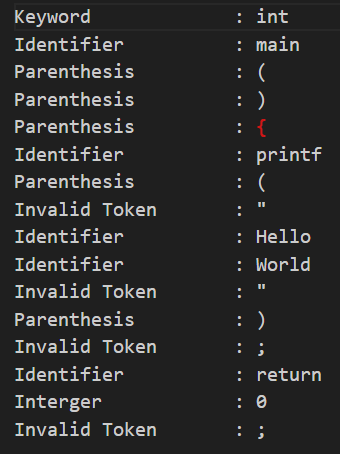 Keyword : int
Identifier : main
Parenthesis : (
Parenthesis : )
Parenthesis : {
Identifier : printf
Parenthesis : (
Invalid Token : "
Identifier : Hello
Identifier : World
Invalid Token : "
Parenthesis : )
Invalid Token : ;
Identifier : return
Interger : 0
Invalid Token : ;